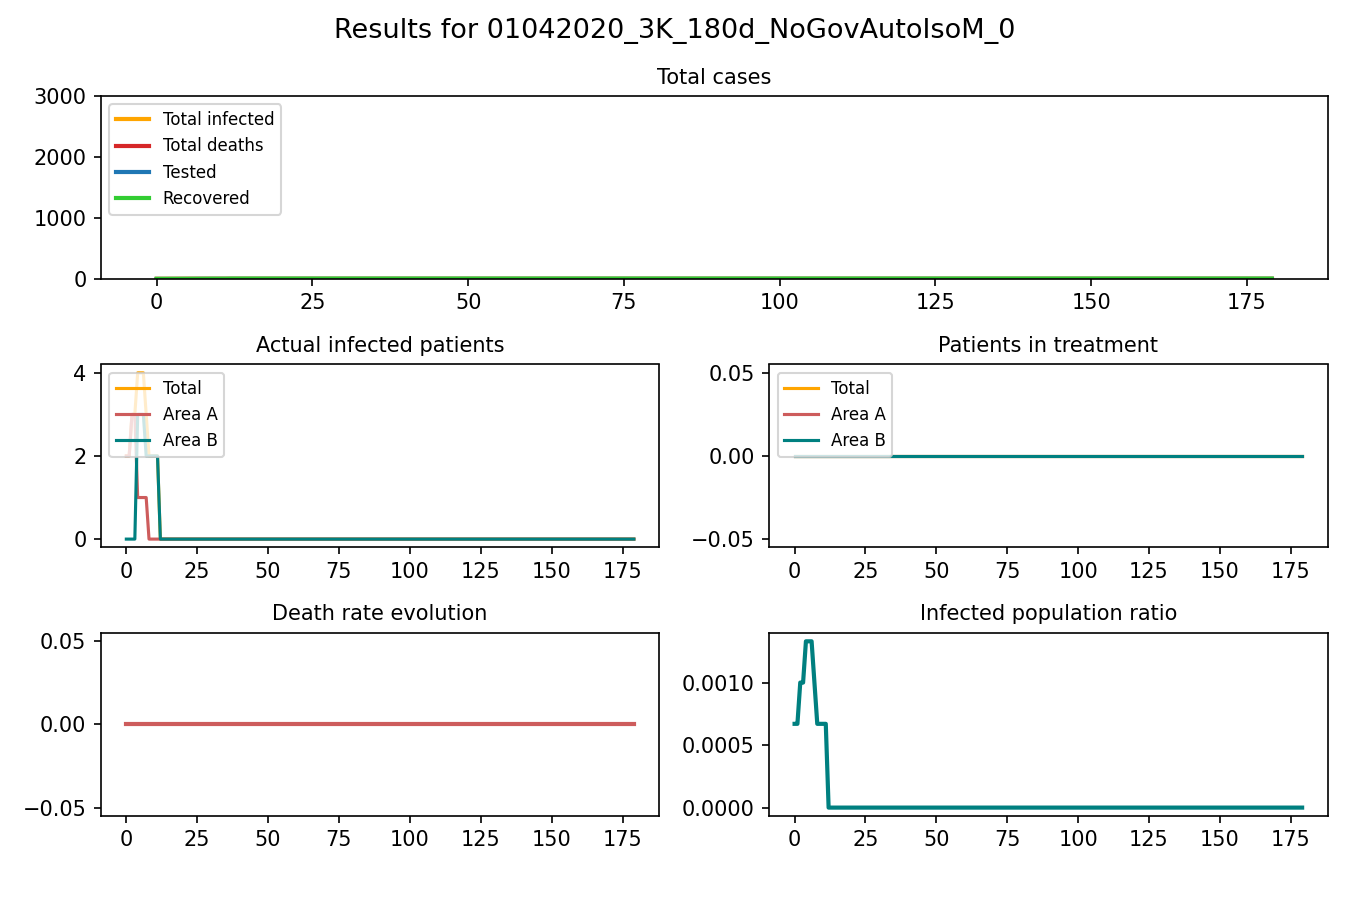 Results for 01042020_3K_180d_NoGovAutoIsoM_0
Total cases
3000
2000
1000
0
Total infected
Total deaths
Tested
Recovered
0 25 50 75 100 125 150 175
Actual infected patients
4
2
0
Total
Area A
Area B
0 25 50 75 100 125 150 175
Patients in treatment
0.05
0.00
−0.05
Total
Area A
Area B
0 25 50 75 100 125 150 175
Death rate evolution
0.05
0.00
−0.05
0 25 50 75 100 125 150 175
Infected population ratio
0.0010
0.0005
0.0000
0 25 50 75 100 125 150 175